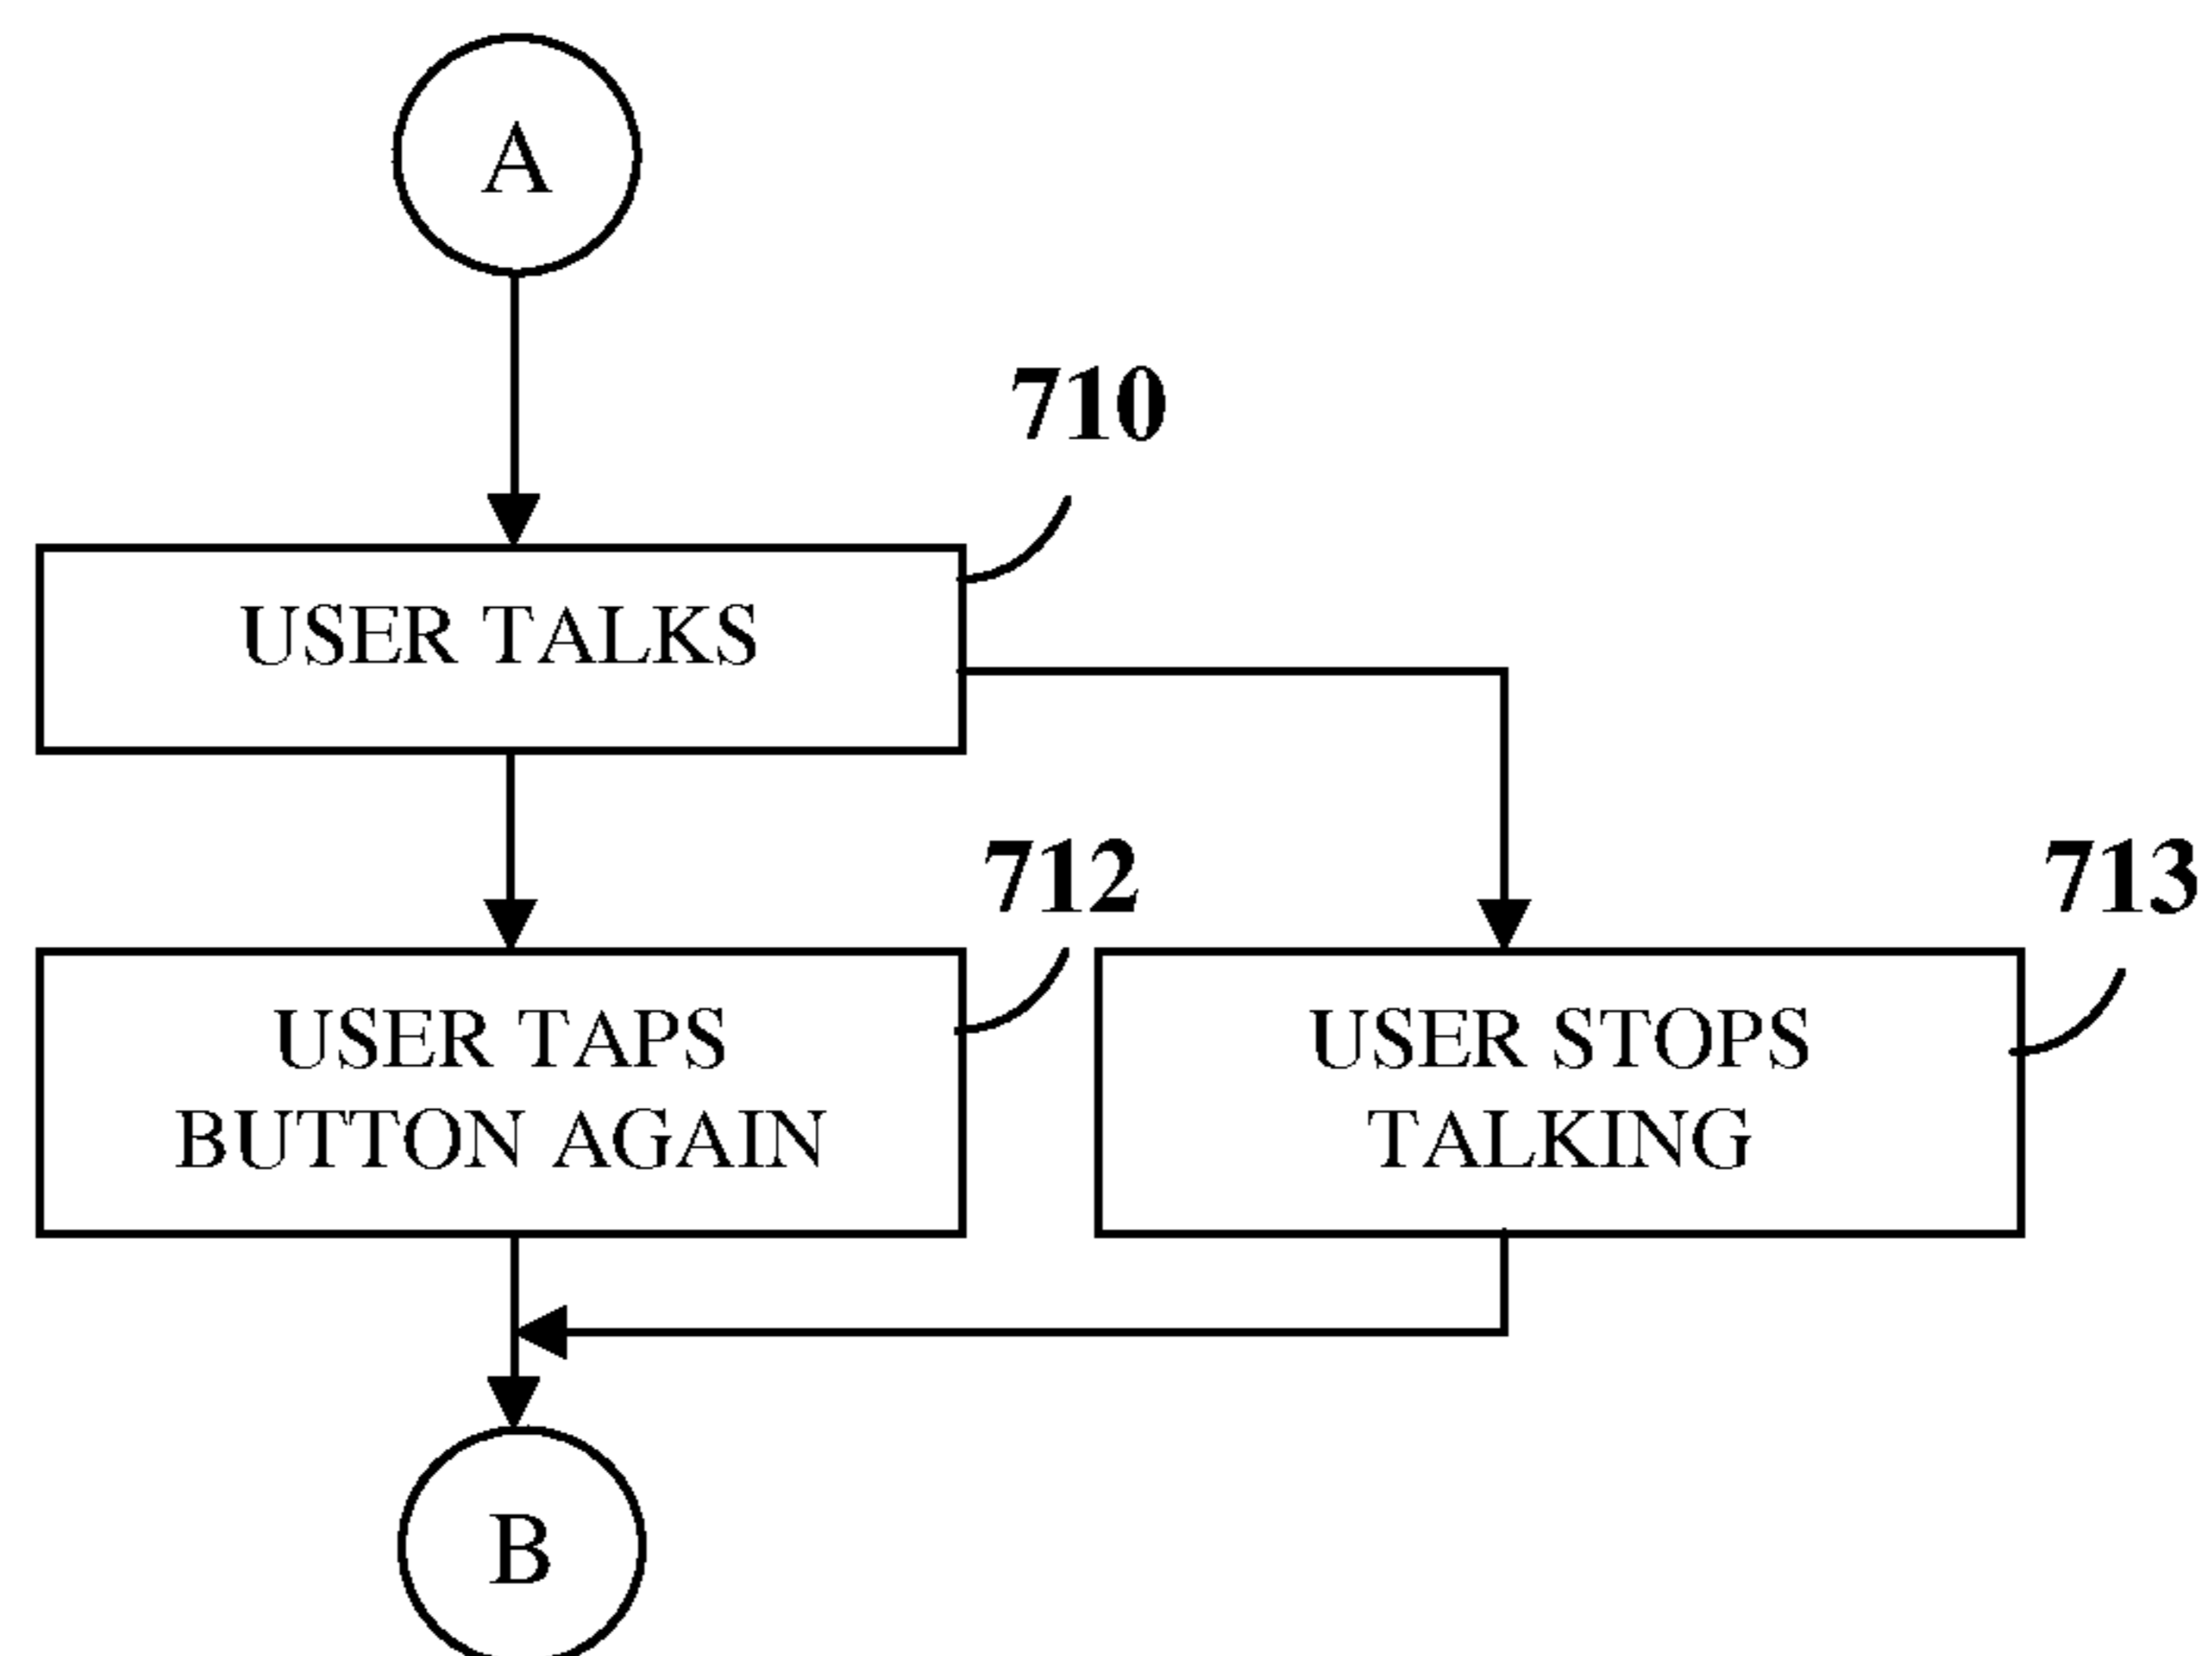 A
710
USER TALKS
712
713
USER TAPS
BUTTON AGAIN
USER STOPS
TALKING
B